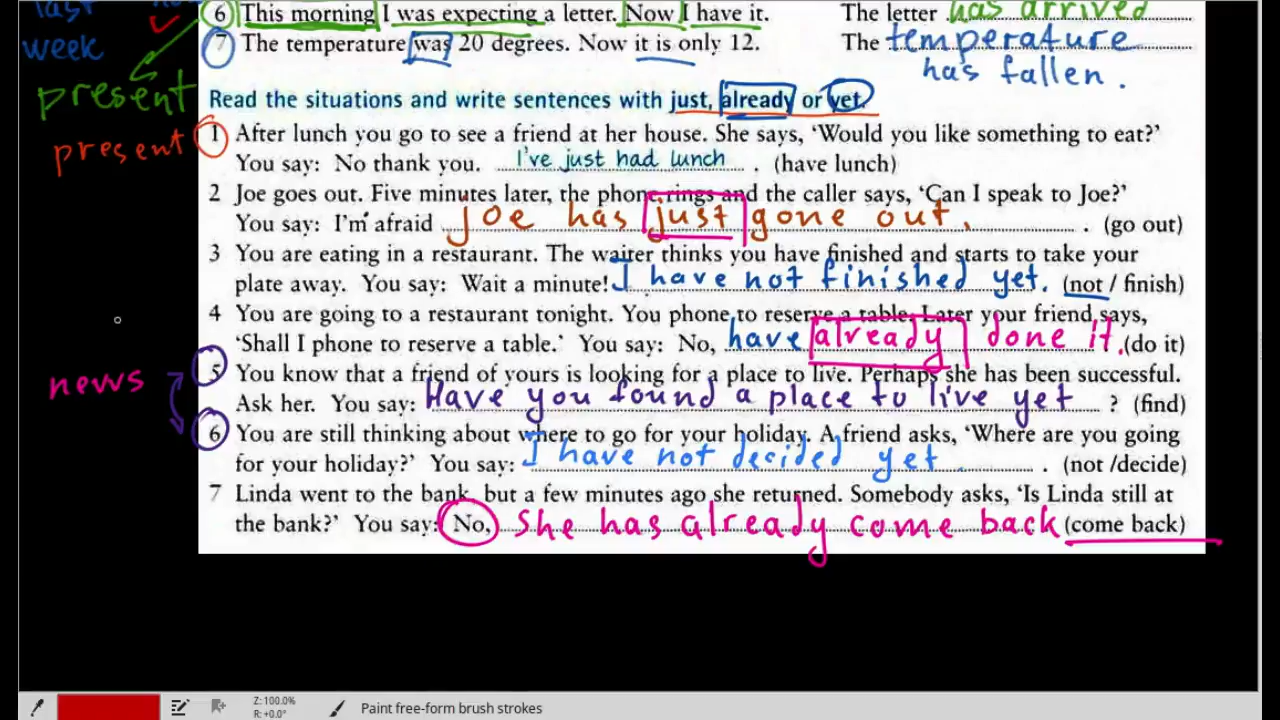 last
6 This morning I was expecting a letter. Now I have it. The letter has arrived
week 7 The temperature was 20 degrees. Now it is only 12. The temperature
has fallen.
present
Read the situations and write sentences with just, already or yet.
present 1 After lunch you go to see a friend at her house. She says, ‘Would you like something to eat?’
You say: No thank you. I've just had lunch . (have lunch)
2 Joe goes out. Five minutes later, the phone rings and the caller says, ‘Can I speak to Joe?’
You say: I'm afraid Joe has just gone out. . (go out)
3 You are eating in a restaurant. The waiter thinks you have finished and starts to take your
plate away. You say: Wait a minute! I have not finished yet. (not / finish)
4 You are going to a restaurant tonight. You phone to reserve a table. Later your friend says,
‘Shall I phone to reserve a table.’ You say: No, have already done it. (do it)
news 5 You know that a friend of yours is looking for a place to live. Perhaps she has been successful.
Ask her. You say: Have you found a place to live yet ? (find)
6 You are still thinking about where to go for your holiday. A friend asks, ‘Where are you going
for your holiday?’ You say: I have not decided yet . (not /decide)
7 Linda went to the bank, but a few minutes ago she returned. Somebody asks, ‘Is Linda still at
the bank?’ You say: No, she has already come back (come back)
Z: 100.0%
R: +0.0°
Paint free-form brush strokes